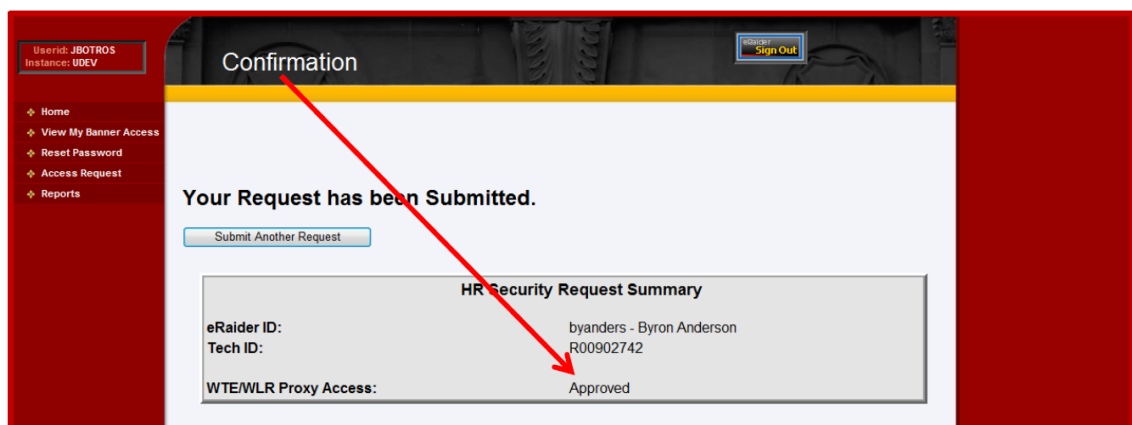 Userid: JBOTROS
Instance: UDEV
Confirmation
eRaider
Sign Out
Home
View My Banner Access
Reset Password
Access Request
Reports
Your Request has been Submitted.
Submit Another Request
HR Security Request Summary
eRaider ID: byanders - Byron Anderson
Tech ID: R00902742
WTE/WLR Proxy Access: Approved